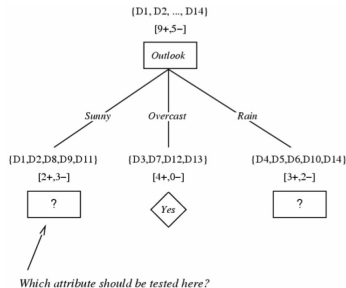 {D1, D2, ..., D14}
[9+,5−]
Outlook
Sunny Overcast Rain
{D1,D2,D8,D9,D11} {D3,D7,D12,D13} {D4,D5,D6,D10,D14}
[2+,3−] [4+,0−] [3+,2−]
? Yes ?
Which attribute should be tested here?